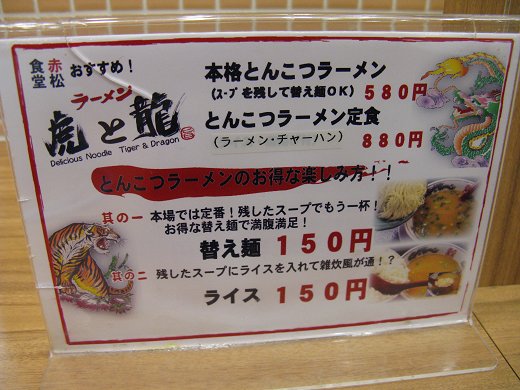 赤松
食堂
おすすめ!
ラーメン
虎と龍
Delicious Noodle Tiger & Dragon
本格とんこつラーメン
(スープを残して替え麺OK) 580円
とんこつラーメン定食
(ラーメン・チャーハン) 880円
とんこつラーメンのお得な楽しみ方!!
其の一 本場では定番!残したスープでもう一杯!
お得な替え麺で満腹満足!
替え麺 150円
其の二 残したスープにライスを入れて雑炊風が通!?
ライス 150円